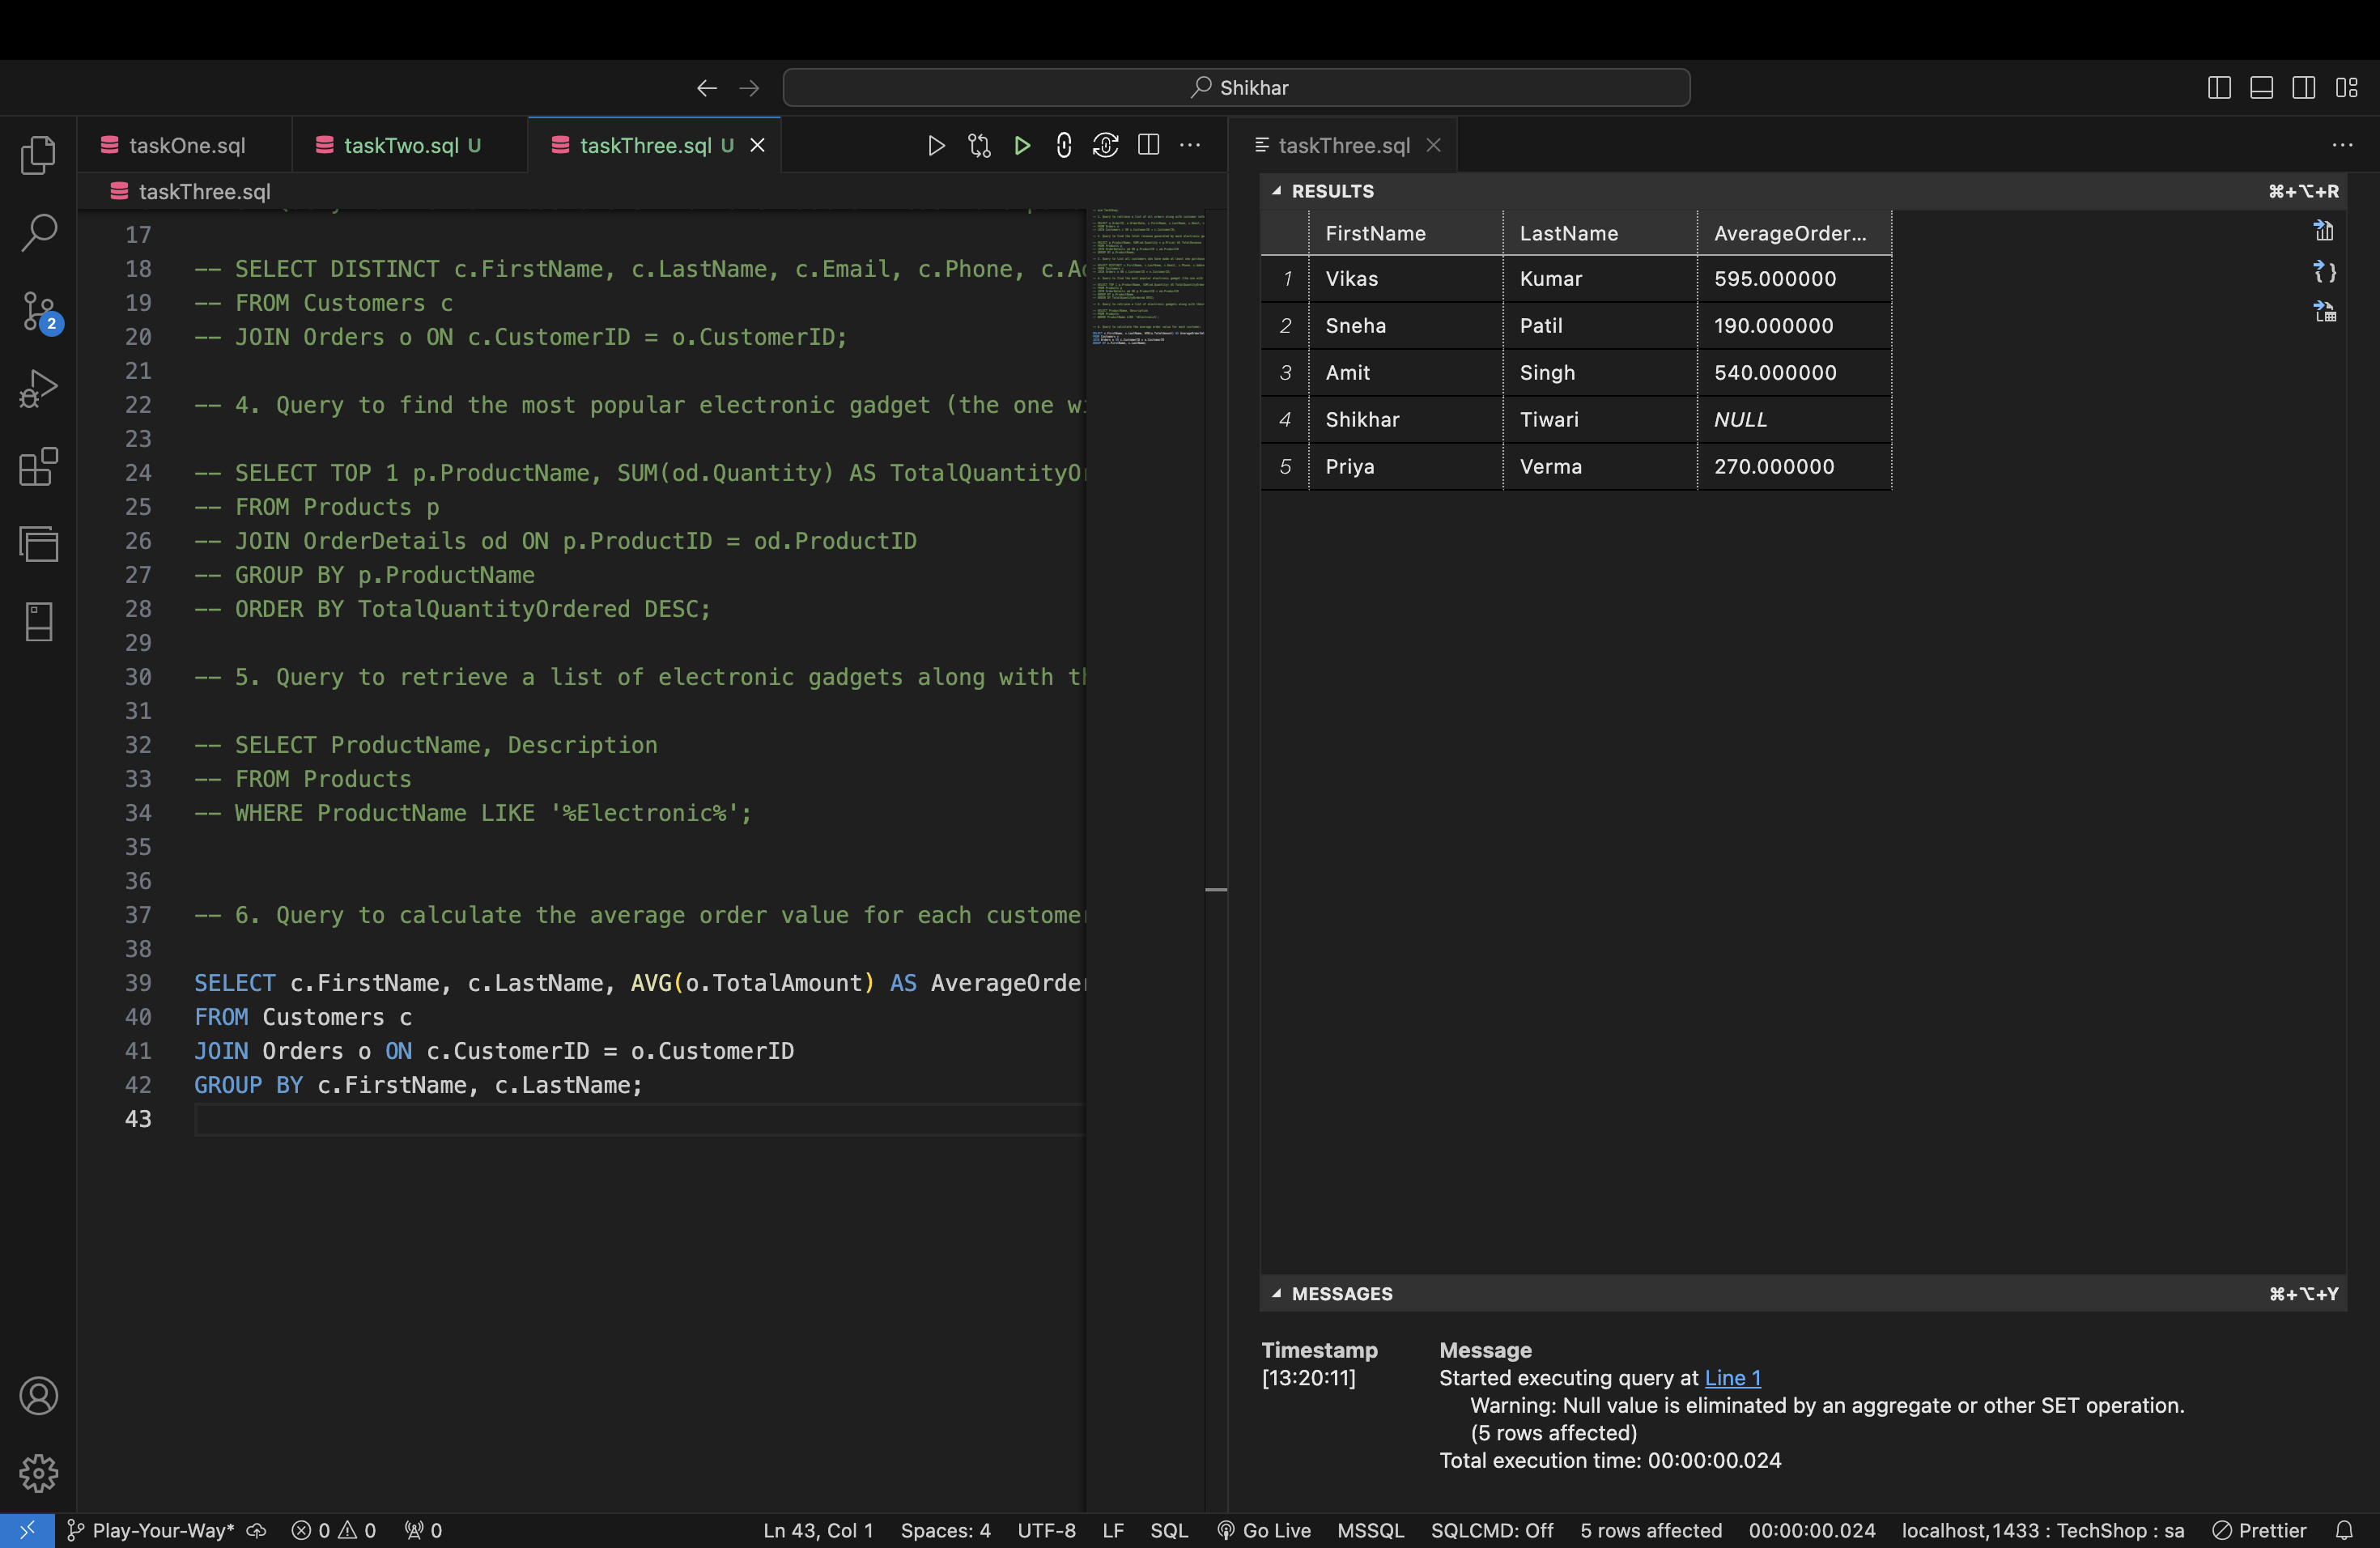 Shikhar
taskOne.sql
taskTwo.sql U
taskThree.sql U
taskThree.sql
taskThree.sql
17
18 -- SELECT DISTINCT c.FirstName, c.LastName, c.Email, c.Phone, c.Ad
19 -- FROM Customers c
20 -- JOIN Orders o ON c.CustomerID = o.CustomerID;
21
22 -- 4. Query to find the most popular electronic gadget (the one wi
23
24 -- SELECT TOP 1 p.ProductName, SUM(od.Quantity) AS TotalQuantityOr
25 -- FROM Products p
26 -- JOIN OrderDetails od ON p.ProductID = od.ProductID
27 -- GROUP BY p.ProductName
28 -- ORDER BY TotalQuantityOrdered DESC;
29
30 -- 5. Query to retrieve a list of electronic gadgets along with th
31
32 -- SELECT ProductName, Description
33 -- FROM Products
34 -- WHERE ProductName LIKE '%Electronic%';
35
36
37 -- 6. Query to calculate the average order value for each customer
38
39 SELECT c.FirstName, c.LastName, AVG(o.TotalAmount) AS AverageOrder
40 FROM Customers c
41 JOIN Orders o ON c.CustomerID = o.CustomerID
42 GROUP BY c.FirstName, c.LastName;
43
RESULTS ⌘+⌥+R
FirstName LastName AverageOrder...
1 Vikas Kumar 595.000000
2 Sneha Patil 190.000000
3 Amit Singh 540.000000
4 Shikhar Tiwari NULL
5 Priya Verma 270.000000
MESSAGES ⌘+⌥+Y
Timestamp Message
[13:20:11] Started executing query at Line 1
Warning: Null value is eliminated by an aggregate or other SET operation.
(5 rows affected)
Total execution time: 00:00:00.024
2
Play-Your-Way* 0 0 0 Ln 43, Col 1 Spaces: 4 UTF-8 LF SQL Go Live MSSQL SQLCMD: Off 5 rows affected 00:00:00.024 localhost,1433 : TechShop : sa Prettier